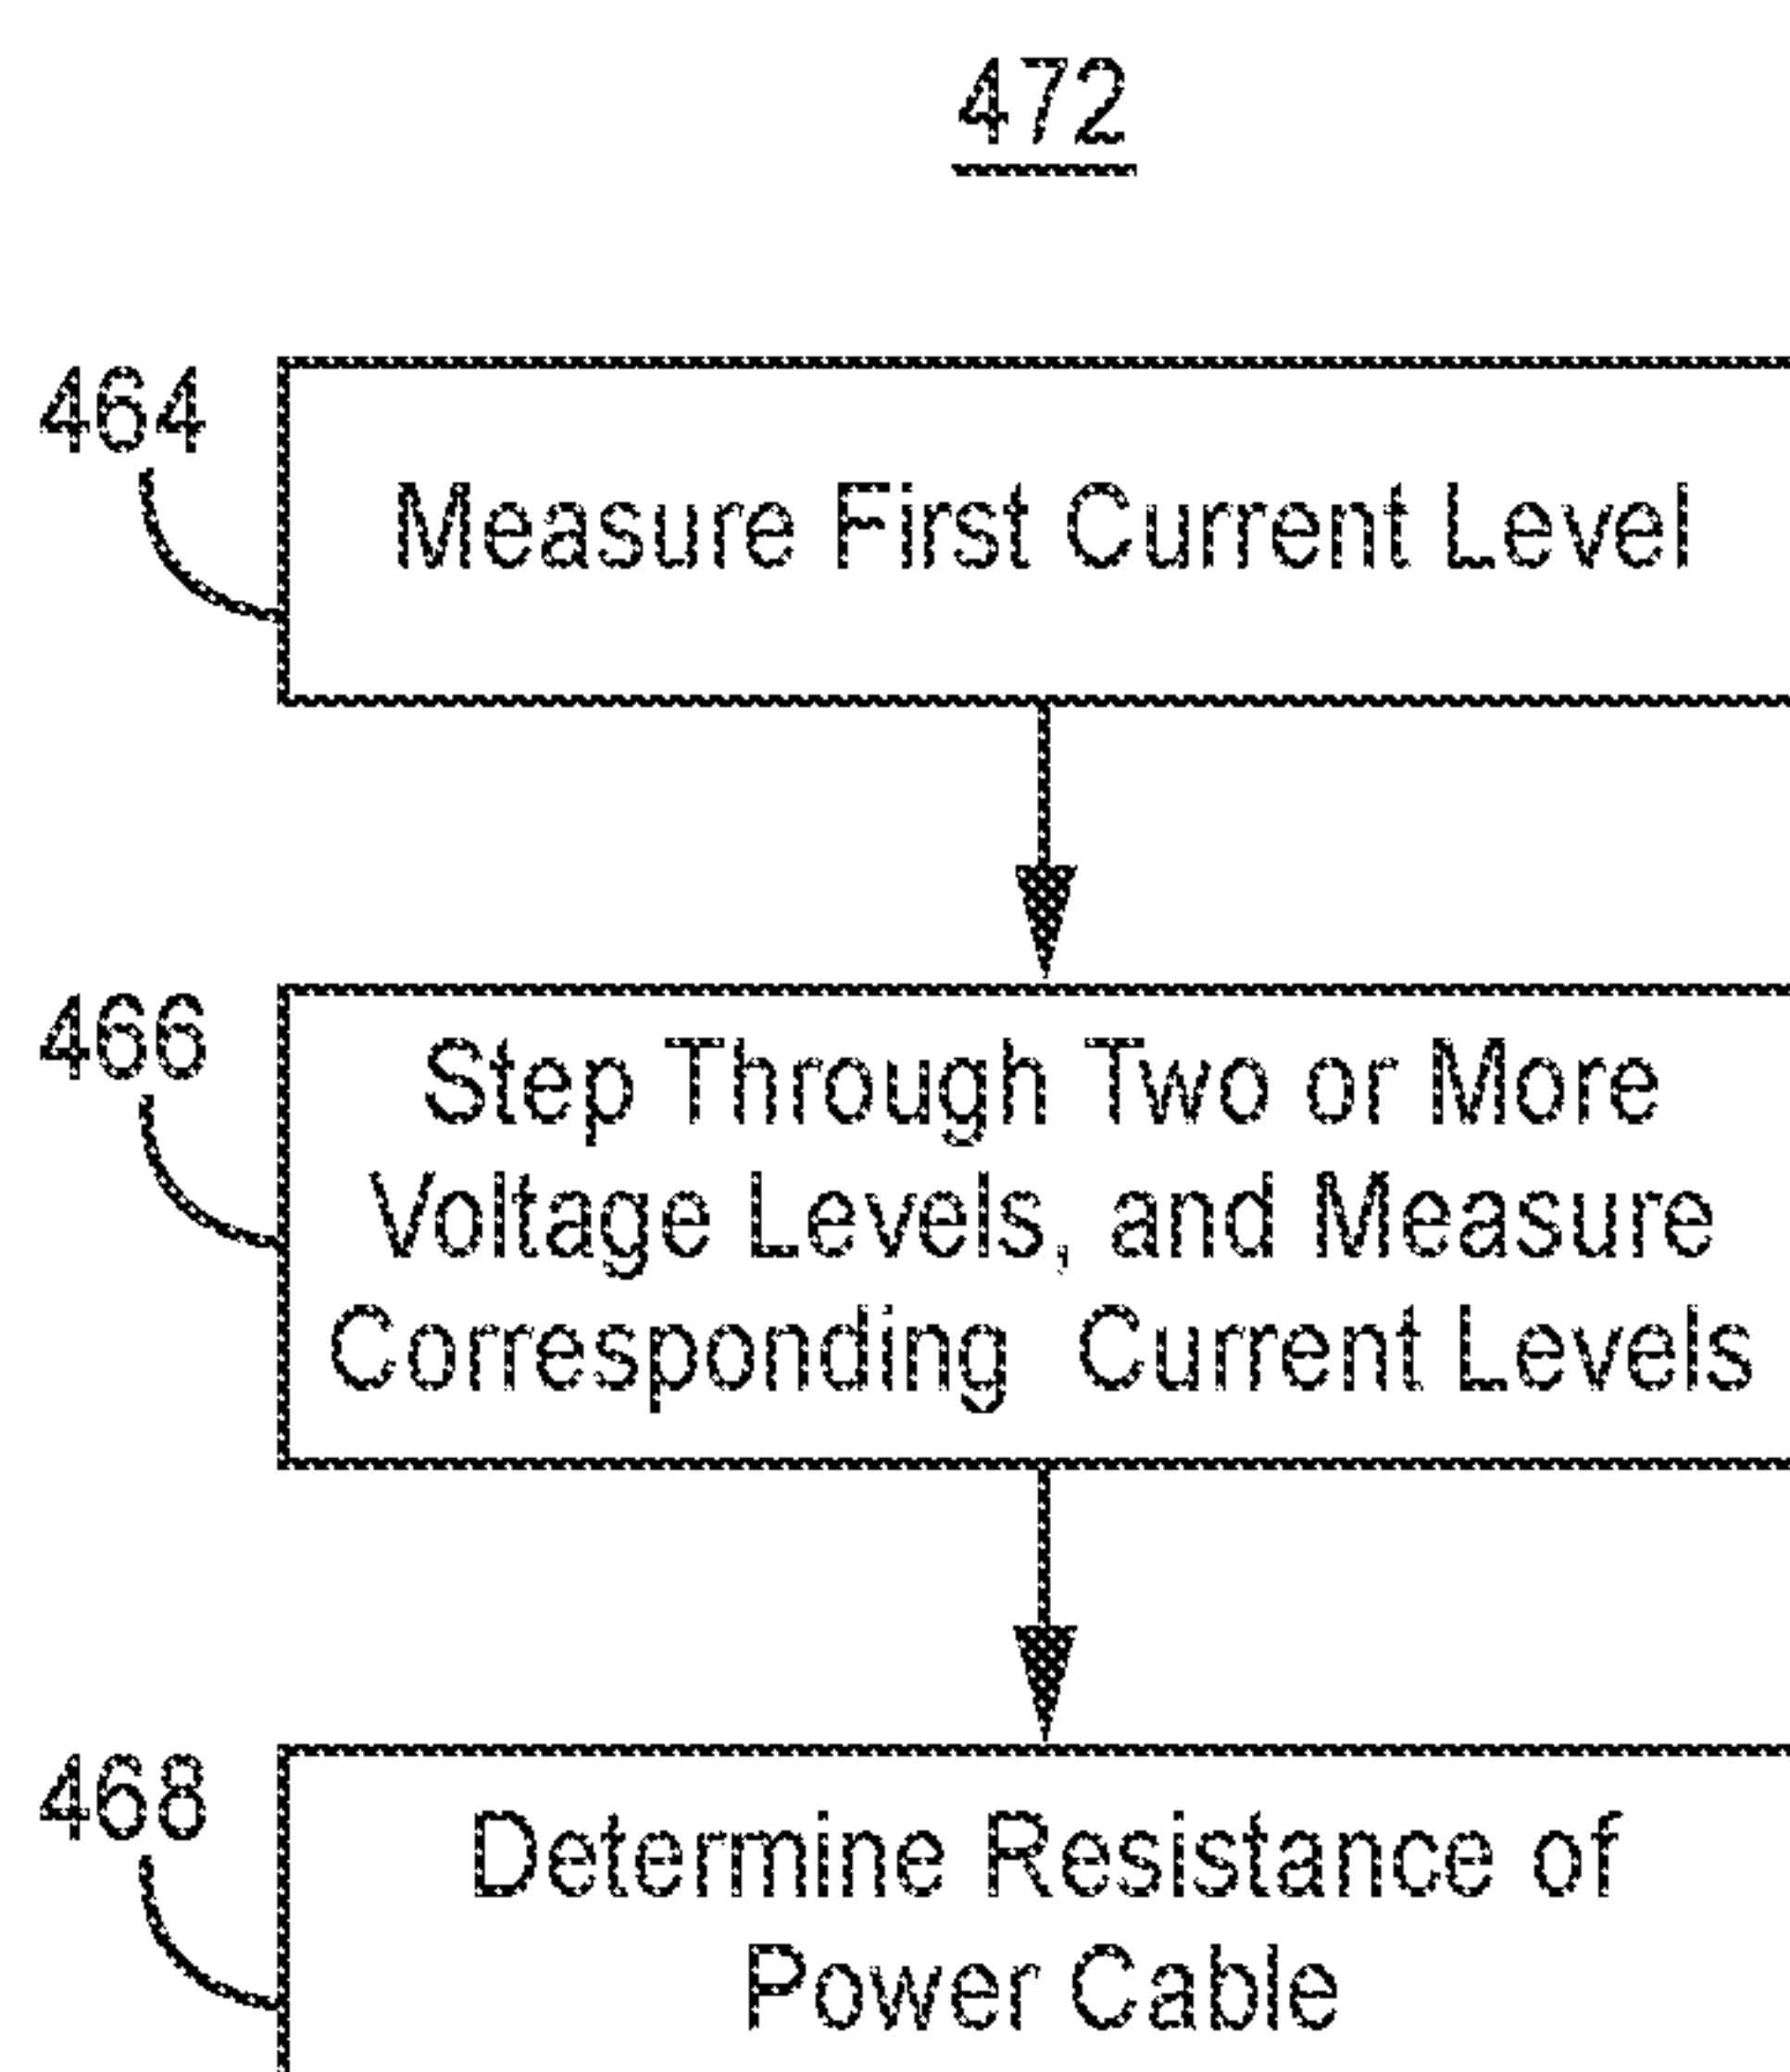 472
464
Measure First Current Level
466
Step Through Two or More
Voltage Levels, and Measure
Corresponding Current Levels
468
Determine Resistance of
Power Cable